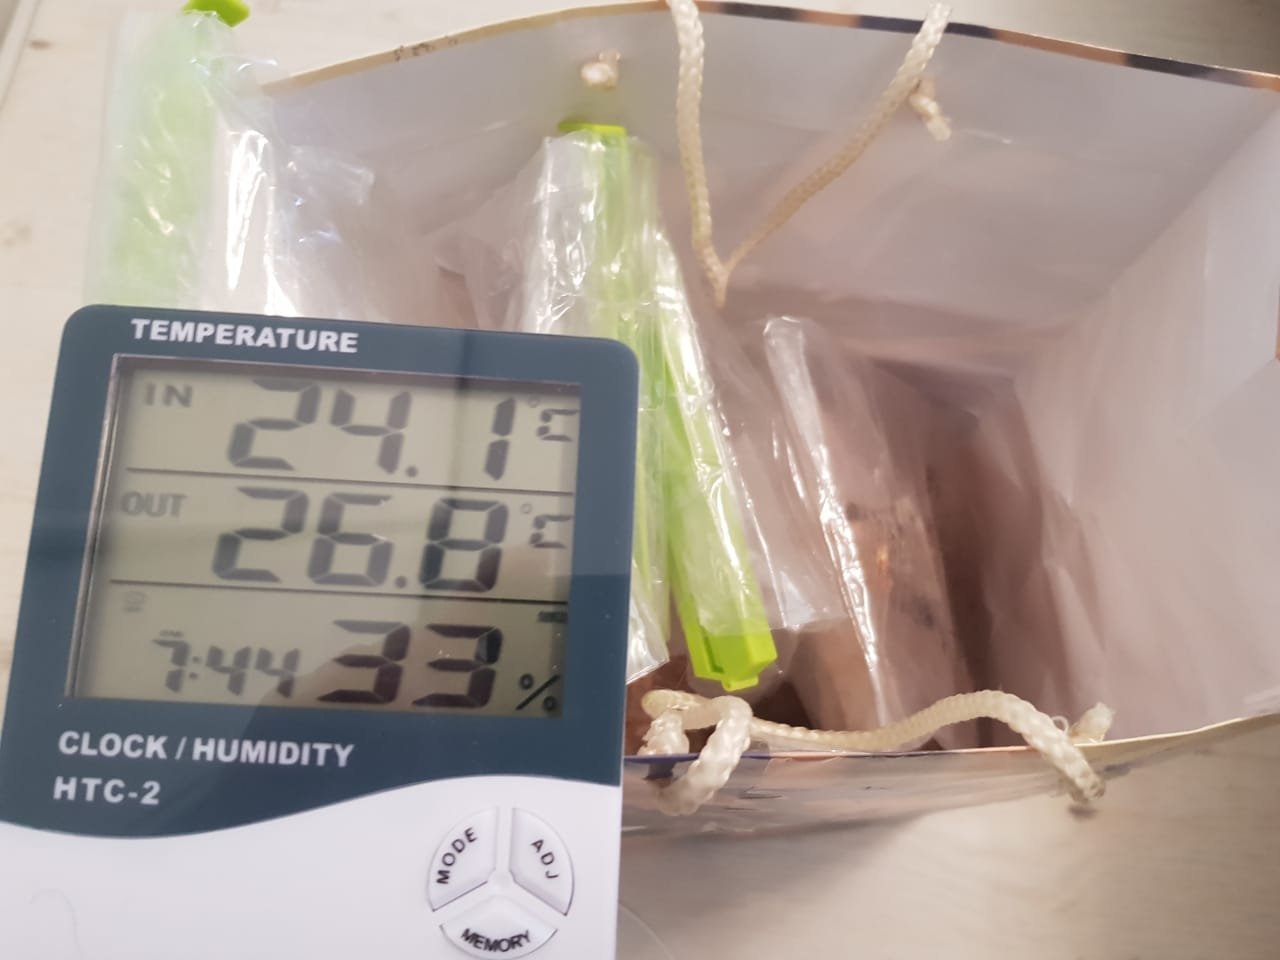 TEMPERATURE
IN 24.1°C
OUT 26.8°C
7:44 33%
CLOCK / HUMIDITY
HTC-2
MODE
ADJ
MEMORY